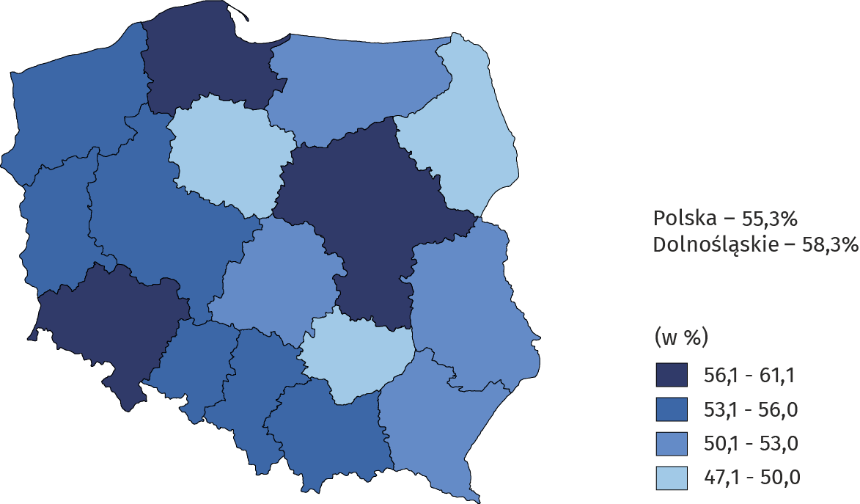 Polska – 55,3%
Dolnośląskie – 58,3%
(w %)
56,1 - 61,1
53,1 - 56,0
50,1 - 53,0
47,1 - 50,0